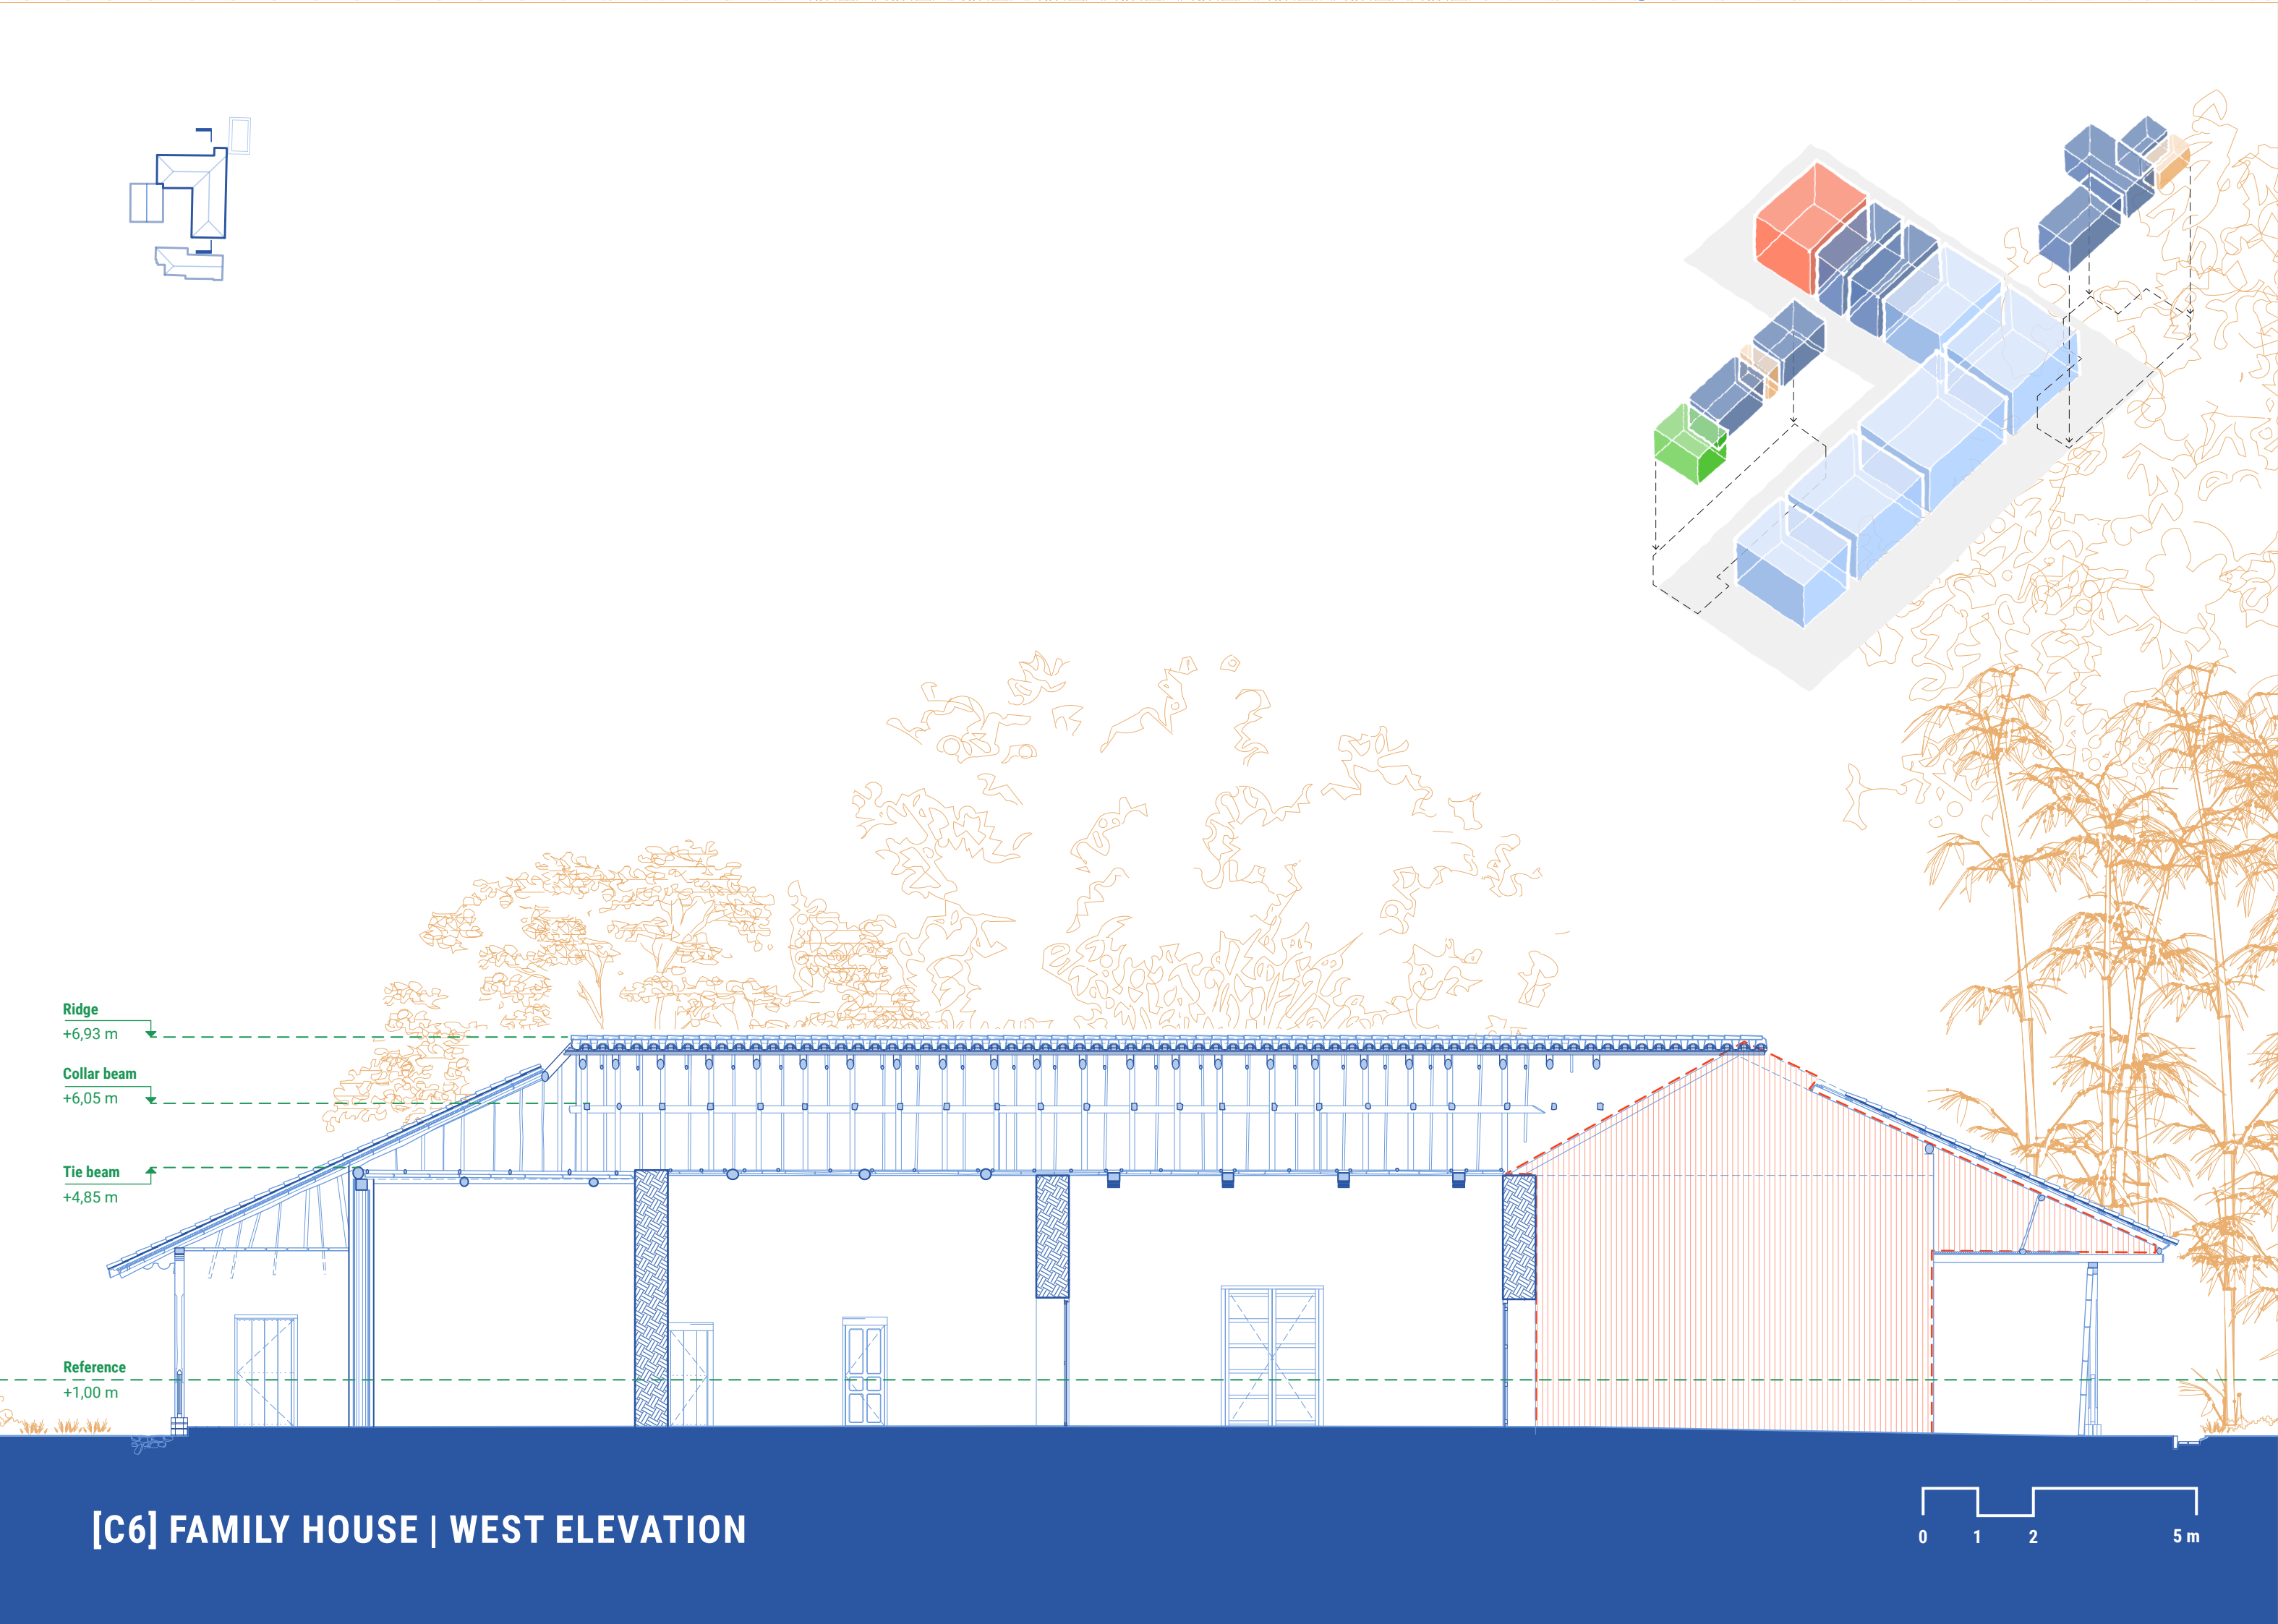 Ridge
+6,93 m
Collar beam
+6,05 m
Tie beam
+4,85 m
Reference
+1,00 m
[C6] FAMILY HOUSE | WEST ELEVATION
0 1 2 5 m